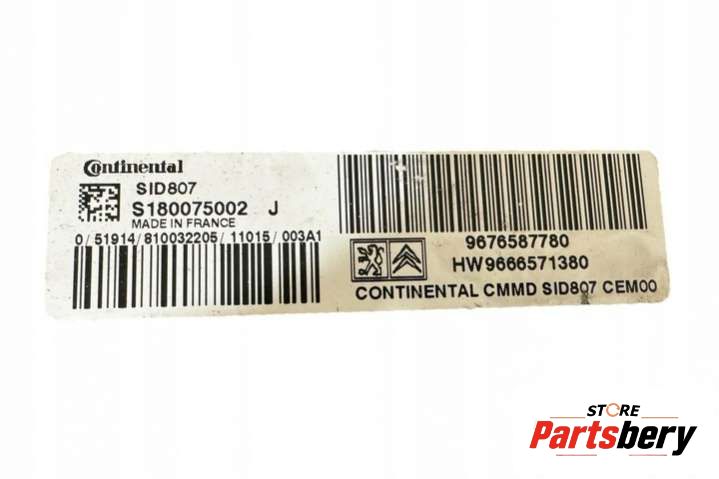 Continental
SID807
S180075002 J
MADE IN FRANCE
0/51914/810032205/11015/003A1
9676587780
HW9666571380
CONTINENTAL CMMD SID807 CEM00
STORE
Partsbery